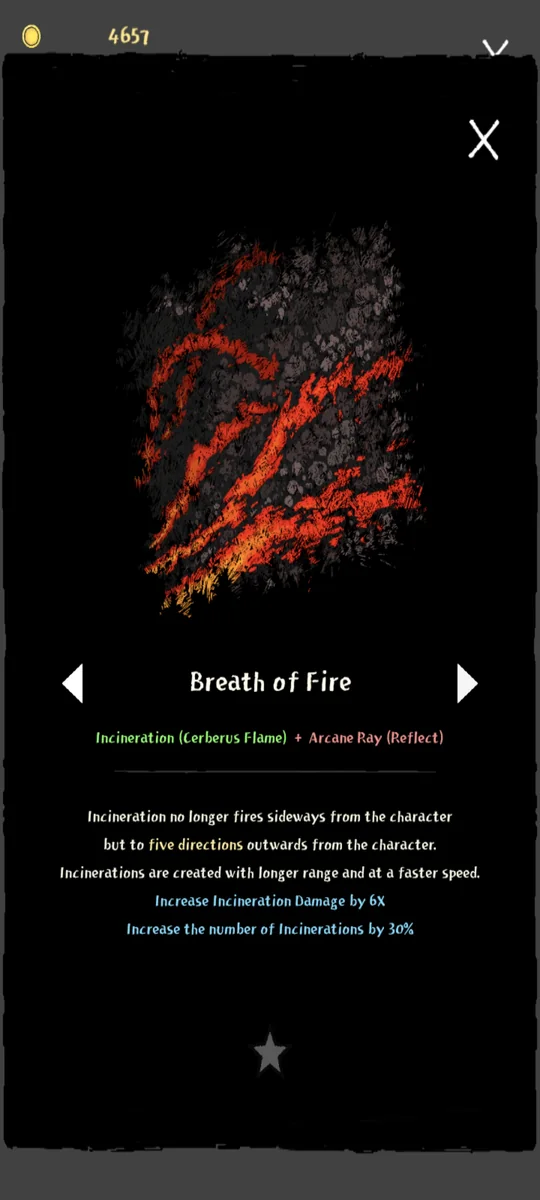 4657
X
Breath of Fire
Incineration (Cerberus Flame) + Arcane Ray (Reflect)
Incineration no longer fires sideways from the character
but to five directions outwards from the character.
Incinerations are created with longer range and at a faster speed.
Increase Incineration Damage by 6X
Increase the number of Incinerations by 30%